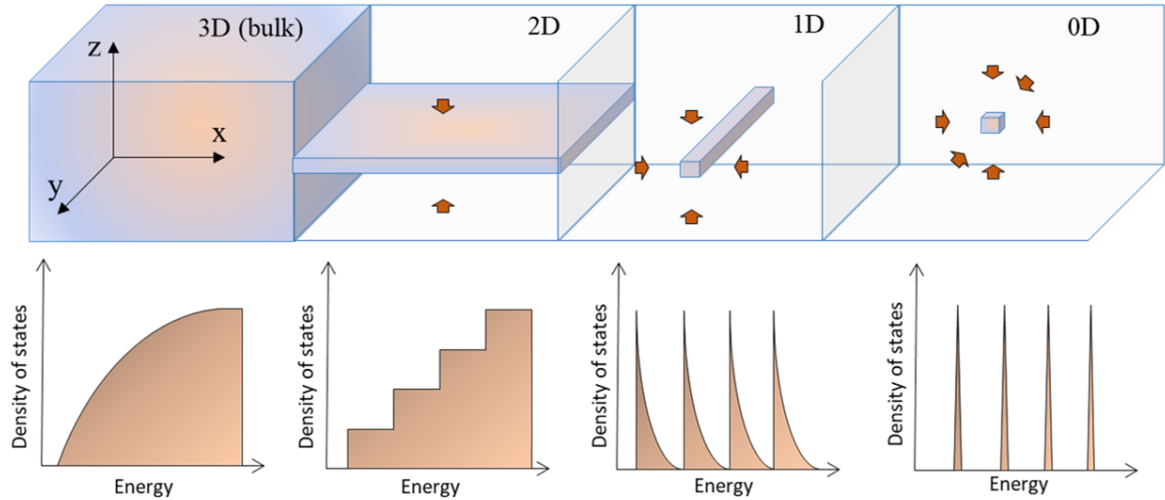 3D (bulk)
2D
1D
0D
z
x
y
Density of states
Energy
Density of states
Energy
Density of states
Energy
Density of states
Energy